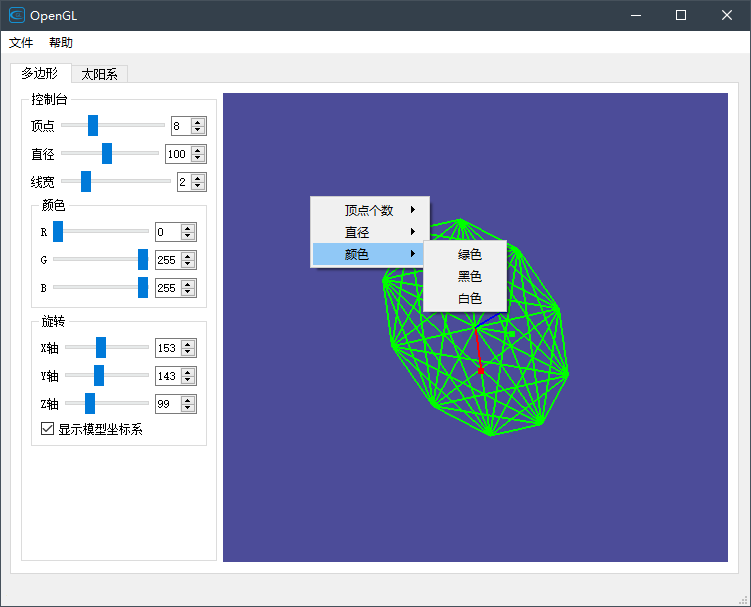 OpenGL
文件 帮助
多边形 太阳系
控制台
顶点 8
直径 100
线宽 2
颜色
R 0
G 255
B 255
旋转
X轴 153
Y轴 143
Z轴 99
显示模型坐标系
顶点个数
直径
颜色
绿色
黑色
白色